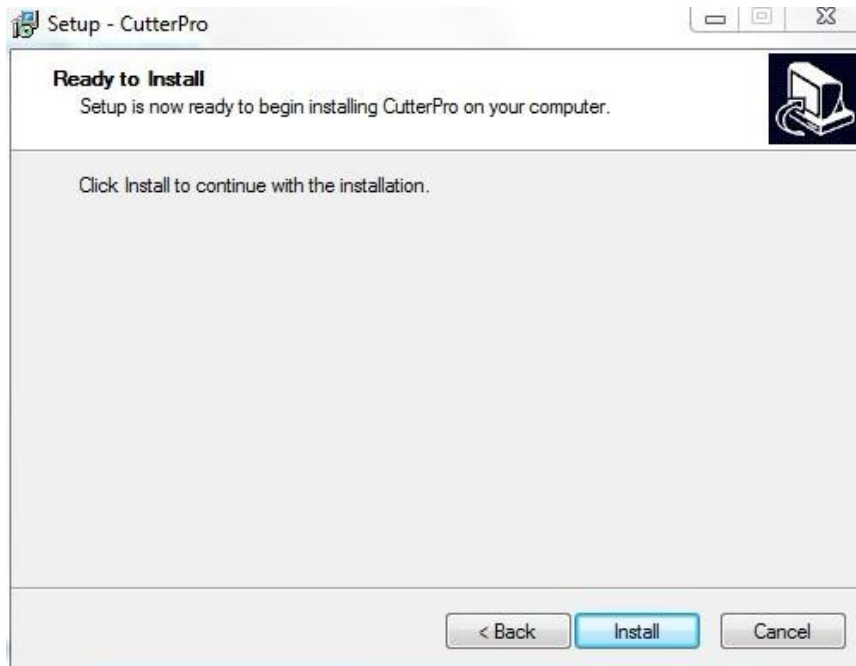 Setup - CutterPro
Ready to Install
Setup is now ready to begin installing CutterPro on your computer.
Click Install to continue with the installation.
< Back
Install
Cancel